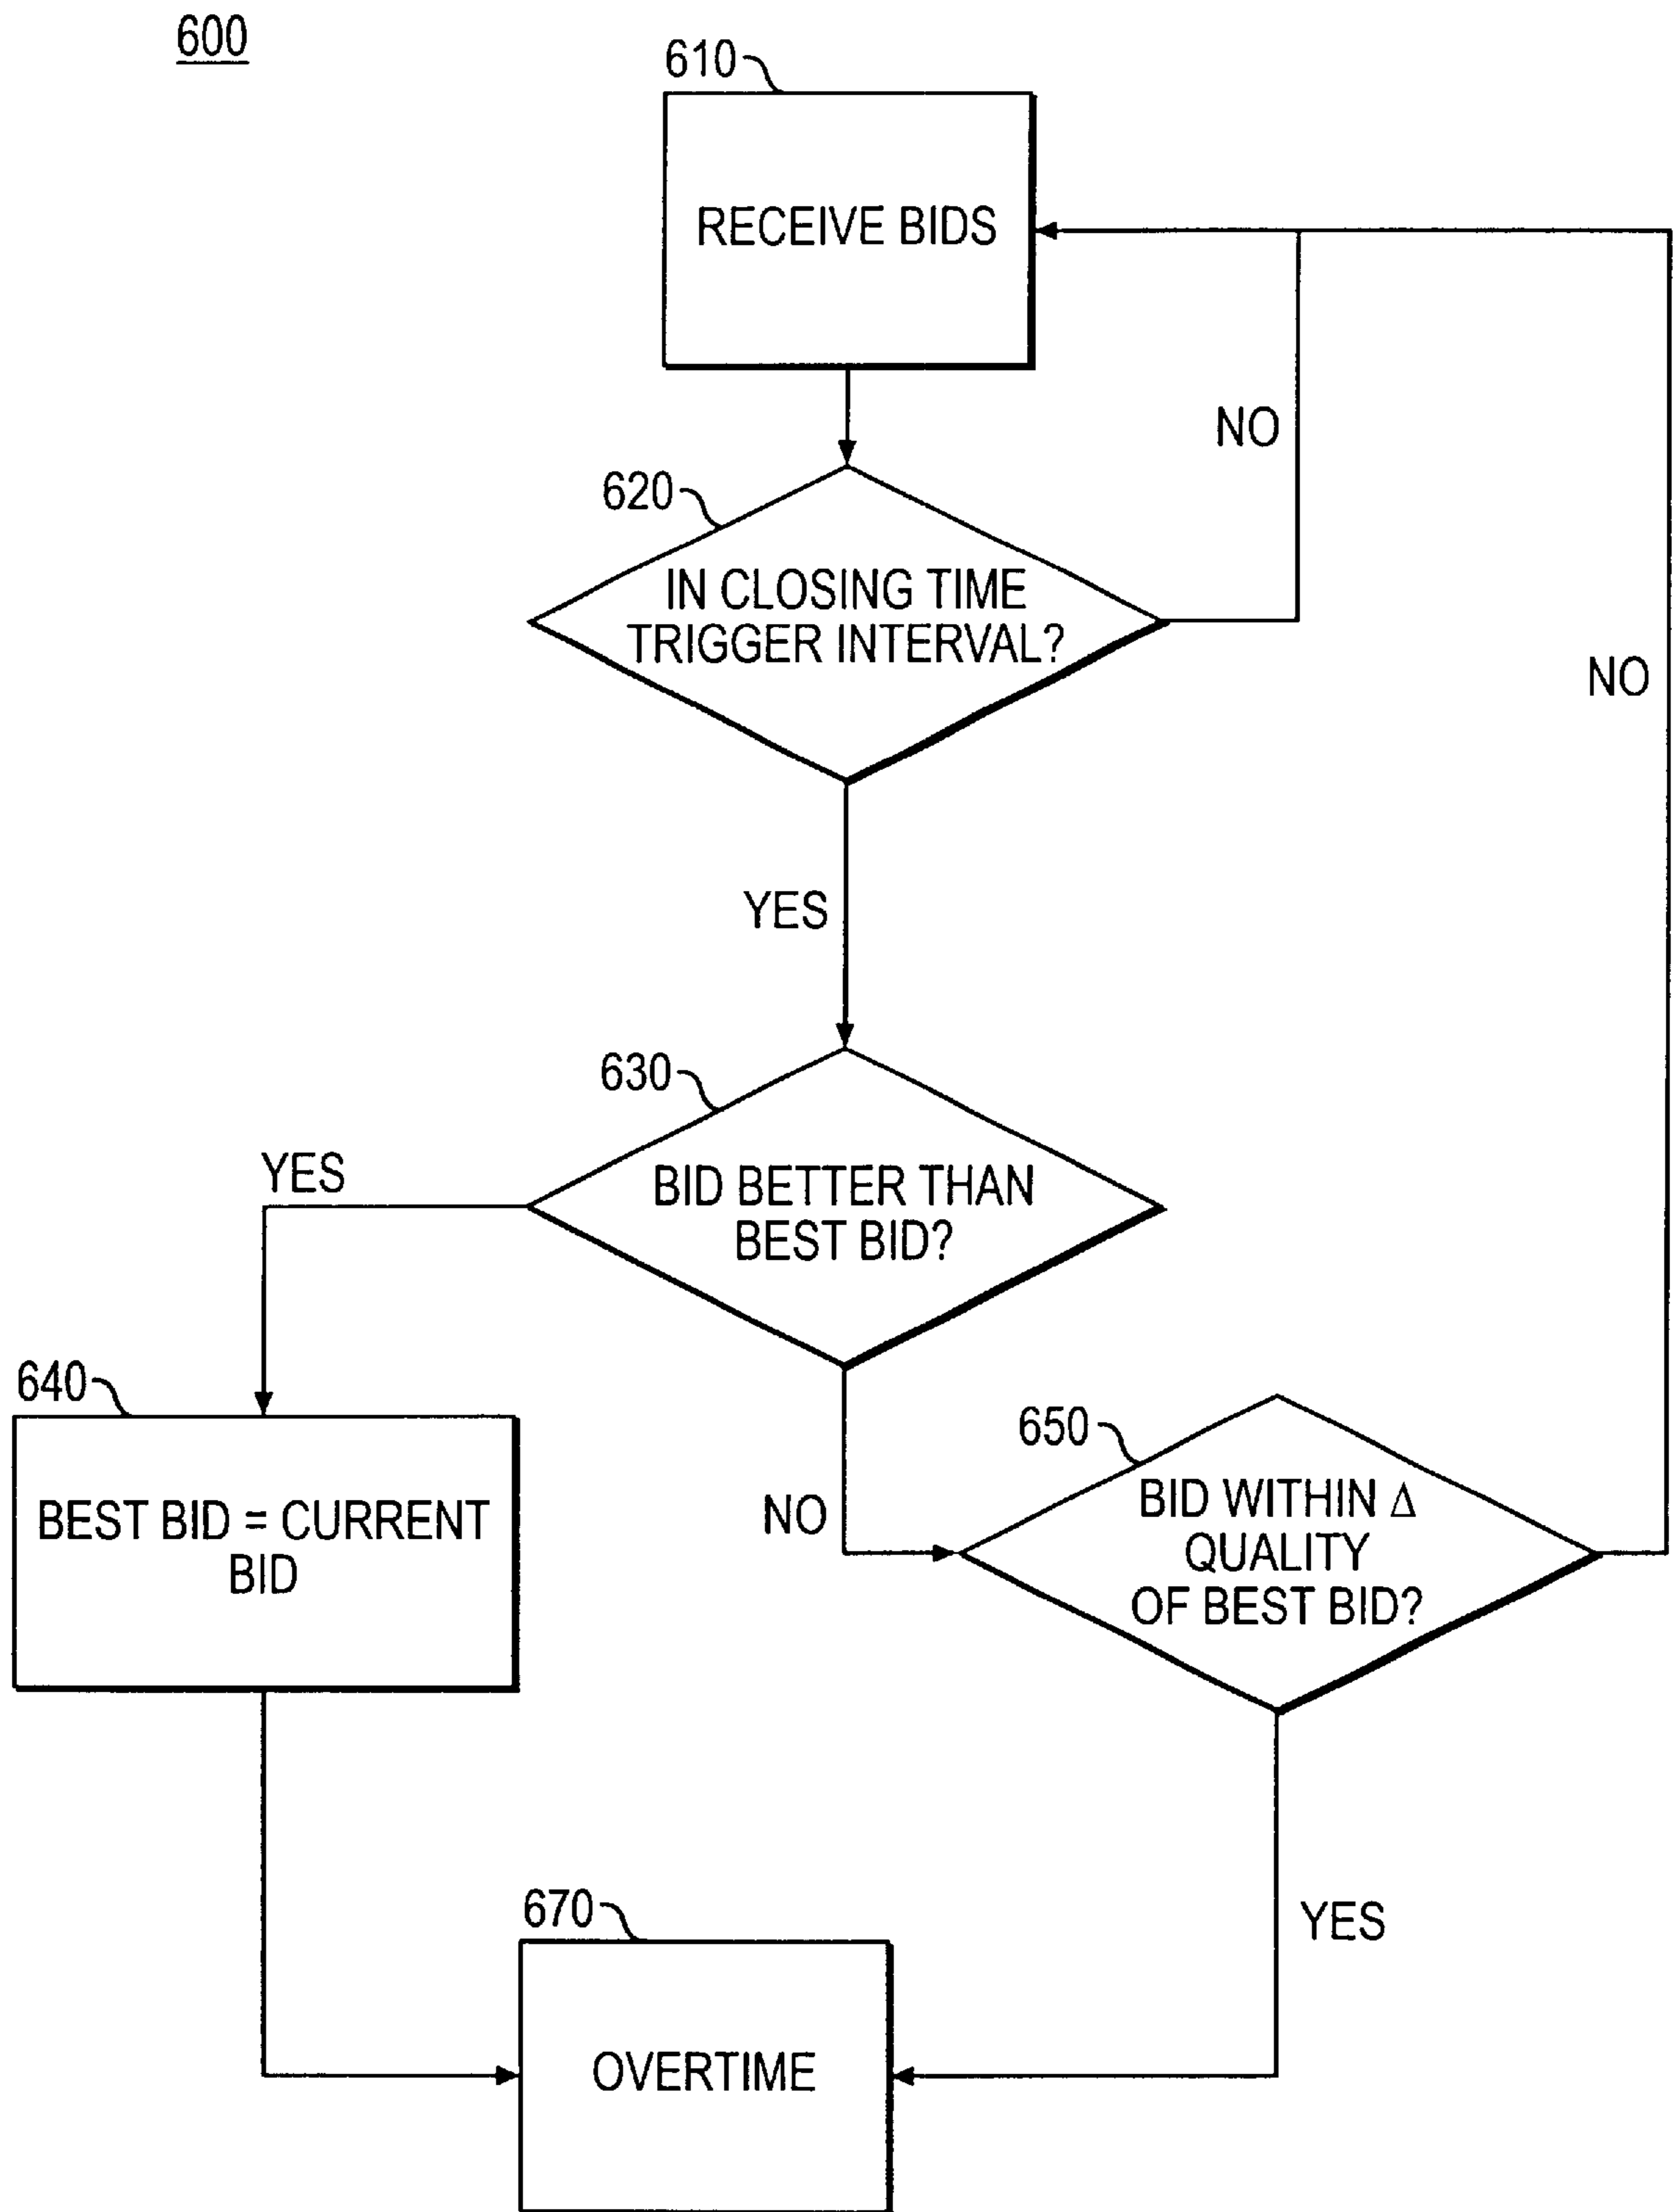 600
610
RECEIVE BIDS
NO
620
IN CLOSING TIME
TRIGGER INTERVAL?
NO
YES
630
YES
BID BETTER THAN
BEST BID?
640
BEST BID = CURRENT
BID
NO
650
BID WITHIN Δ
QUALITY
OF BEST BID?
670
YES
OVERTIME